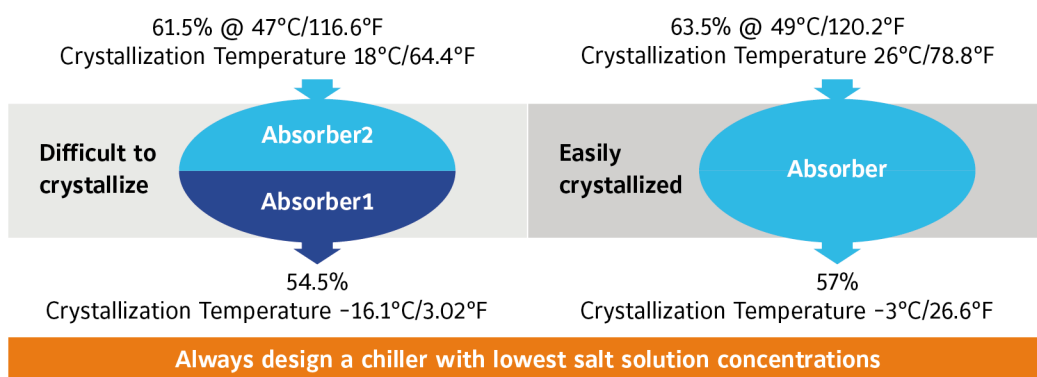 61.5% @ 47°C/116.6°F
Crystallization Temperature 18°C/64.4°F
Difficult to
crystallize
Absorber2
Absorber1
54.5%
Crystallization Temperature -16.1°C/3.02°F
63.5% @ 49°C/120.2°F
Crystallization Temperature 26°C/78.8°F
Easily
crystallized
Absorber
57%
Crystallization Temperature -3°C/26.6°F
Always design a chiller with lowest salt solution concentrations